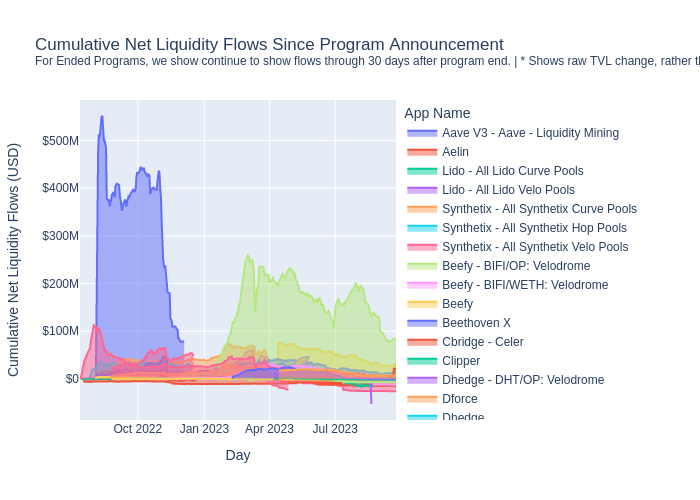 Cumulative Net Liquidity Flows Since Program Announcement
For Ended Programs, we show continue to show flows through 30 days after program end. | * Shows raw TVL change, rather
App Name
Aave V3 - Aave - Liquidity Mining
Aelin
Lido - All Lido Curve Pools
Lido - All Lido Velo Pools
Synthetix - All Synthetix Curve Pools
Synthetix - All Synthetix Hop Pools
Synthetix - All Synthetix Velo Pools
Beefy - BIFI/OP: Velodrome
Beefy - BIFI/WETH: Velodrome
Beefy
Beethoven X
Cbridge - Celer
Clipper
Dhedge - DHT/OP: Velodrome
Dforce
Dhedge
Cumulative Net Liquidity Flows (USD)
$500M
$400M
$300M
$200M
$100M
$0
Oct 2022 Jan 2023 Apr 2023 Jul 2023
Day